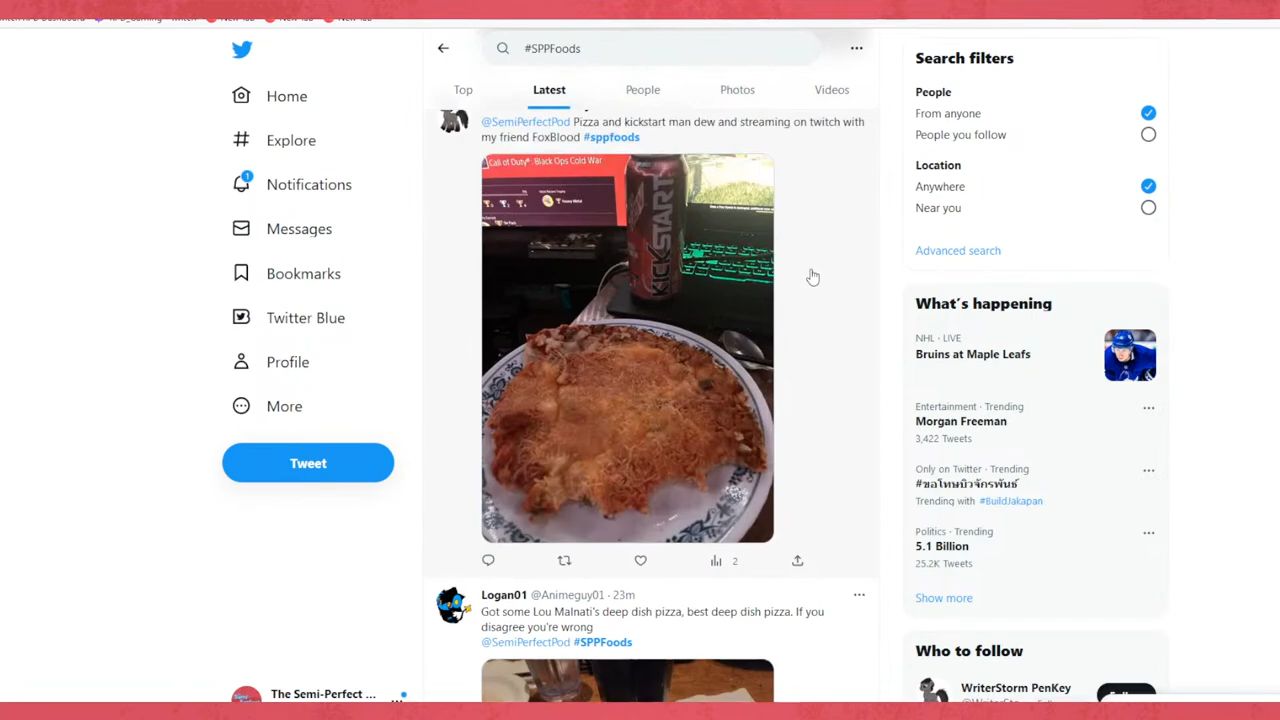 #SPPFoods
Top
Latest
People
Photos
Videos
Home
Explore
1
Notifications
Messages
Bookmarks
Twitter Blue
Profile
More
Tweet
The Semi-Perfect ...
@SemiPerfectPod Pizza and kickstart man dew and streaming on twitch with
my friend FoxBlood #sppfoods
Call of Duty®: Black Ops Cold War
KICKSTART
2
Logan01 @Animeguy01 · 23m
Got some Lou Malnati's deep dish pizza, best deep dish pizza. If you
disagree you're wrong
@SemiPerfectPod #SPPFoods
Search filters
People
From anyone
People you follow
Location
Anywhere
Near you
Advanced search
What's happening
NHL · LIVE
Bruins at Maple Leafs
Entertainment · Trending
Morgan Freeman
3,422 Tweets
Only on Twitter · Trending
#ขอโทษบิวจักรพันธ์
Trending with #BuildJakapan
Politics · Trending
5.1 Billion
25.2K Tweets
Show more
Who to follow
WriterStorm PenKey